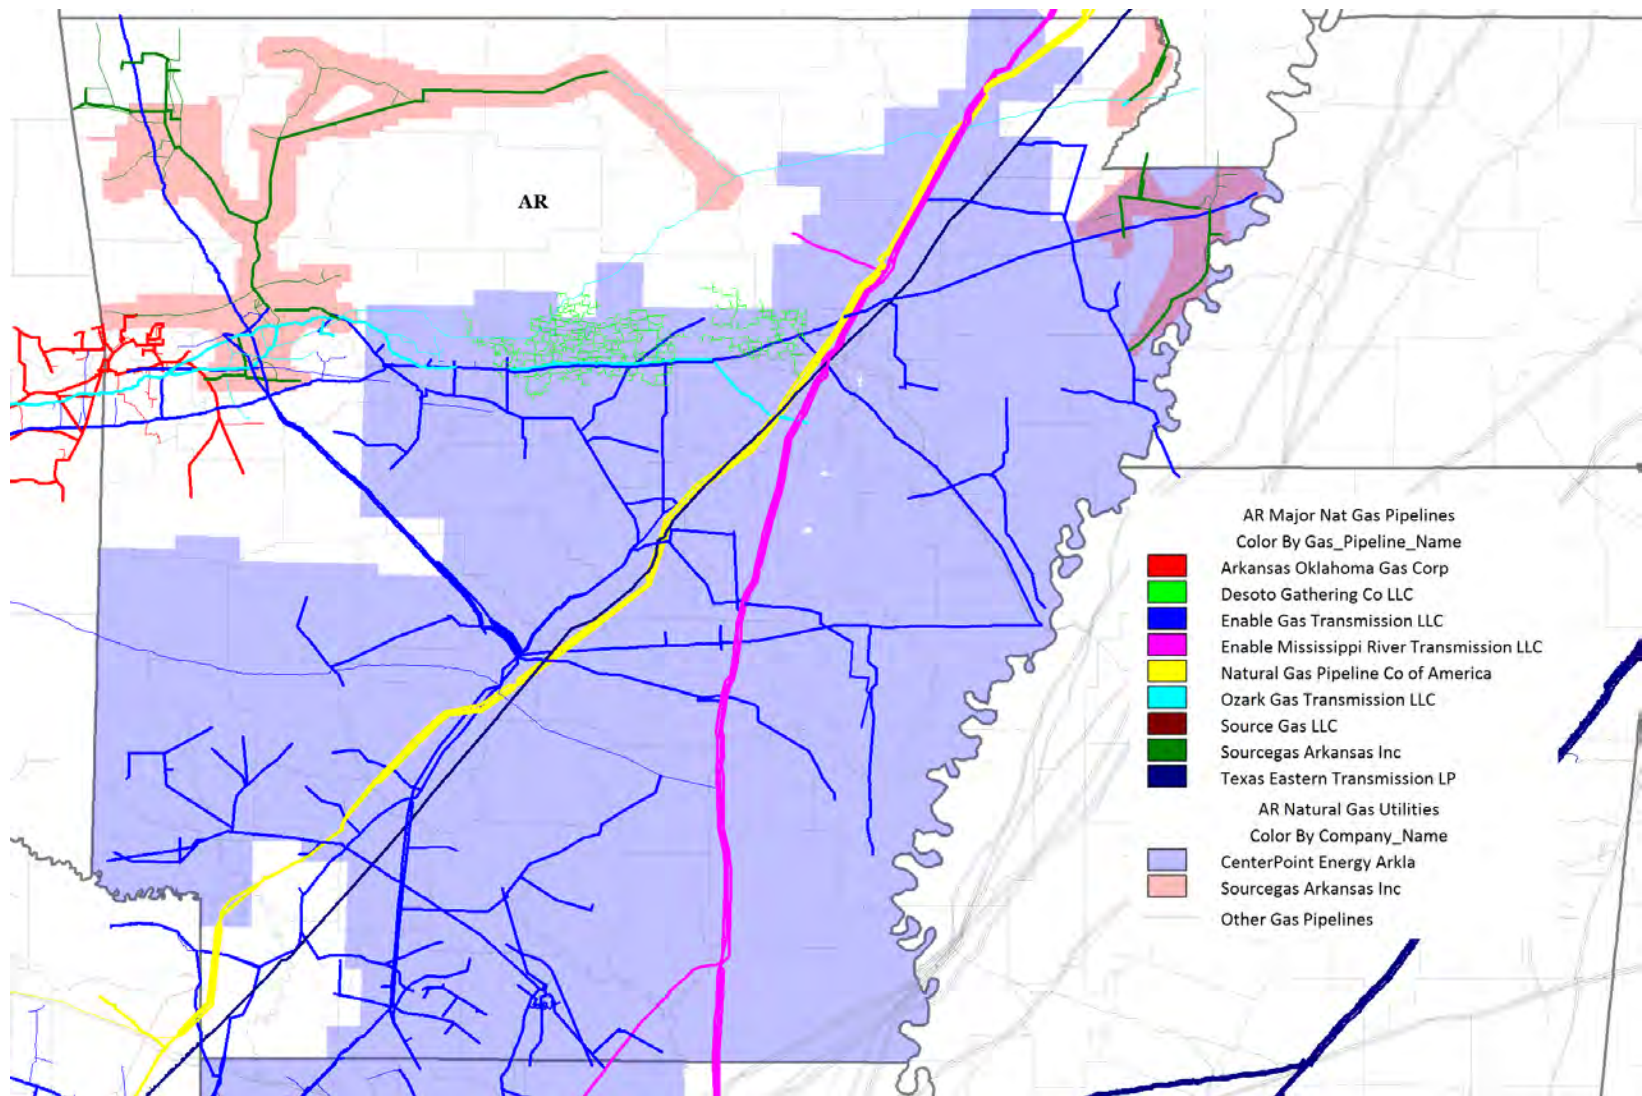 AR
AR Major Nat Gas Pipelines
Color By Gas_Pipeline_Name
Arkansas Oklahoma Gas Corp
Desoto Gathering Co LLC
Enable Gas Transmission LLC
Enable Mississippi River Transmission LLC
Natural Gas Pipeline Co of America
Ozark Gas Transmission LLC
Source Gas LLC
Sourcegas Arkansas Inc
Texas Eastern Transmission LP
AR Natural Gas Utilities
Color By Company_Name
CenterPoint Energy Arkla
Sourcegas Arkansas Inc
Other Gas Pipelines